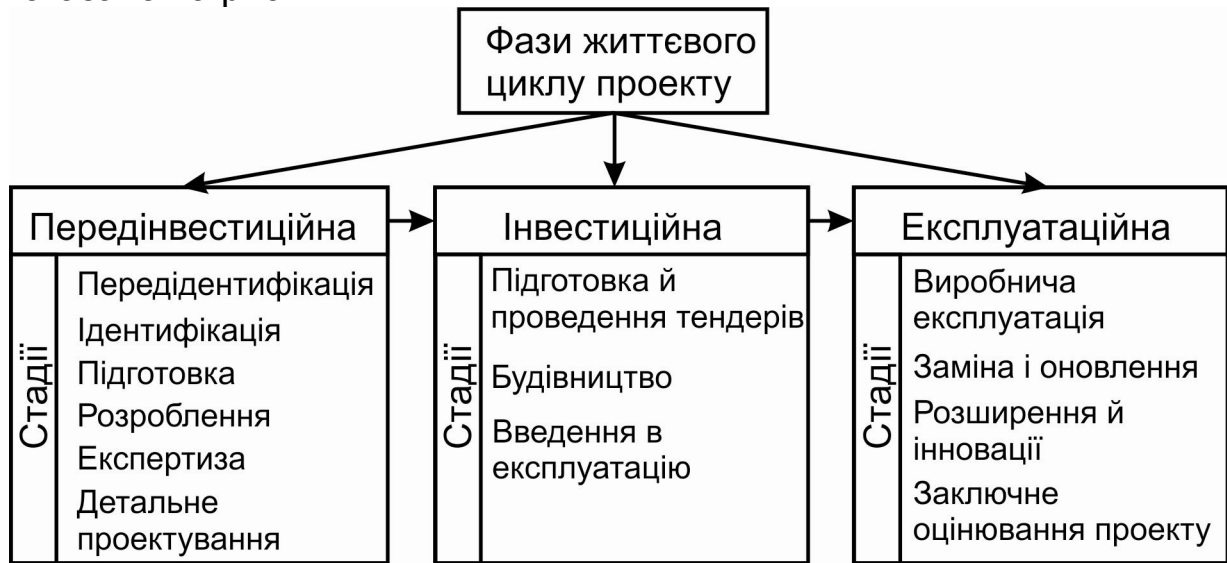 Фази життєвого
циклу проекту
Передінвестиційна
Стадії
Передідентифікація
Ідентифікація
Підготовка
Розроблення
Експертиза
Детальне
проектування
Інвестиційна
Стадії
Підготовка й
проведення тендерів
Будівництво
Введення в
експлуатацію
Експлуатаційна
Стадії
Виробнича
експлуатація
Заміна і оновлення
Розширення й
інновації
Заключне
оцінювання проекту